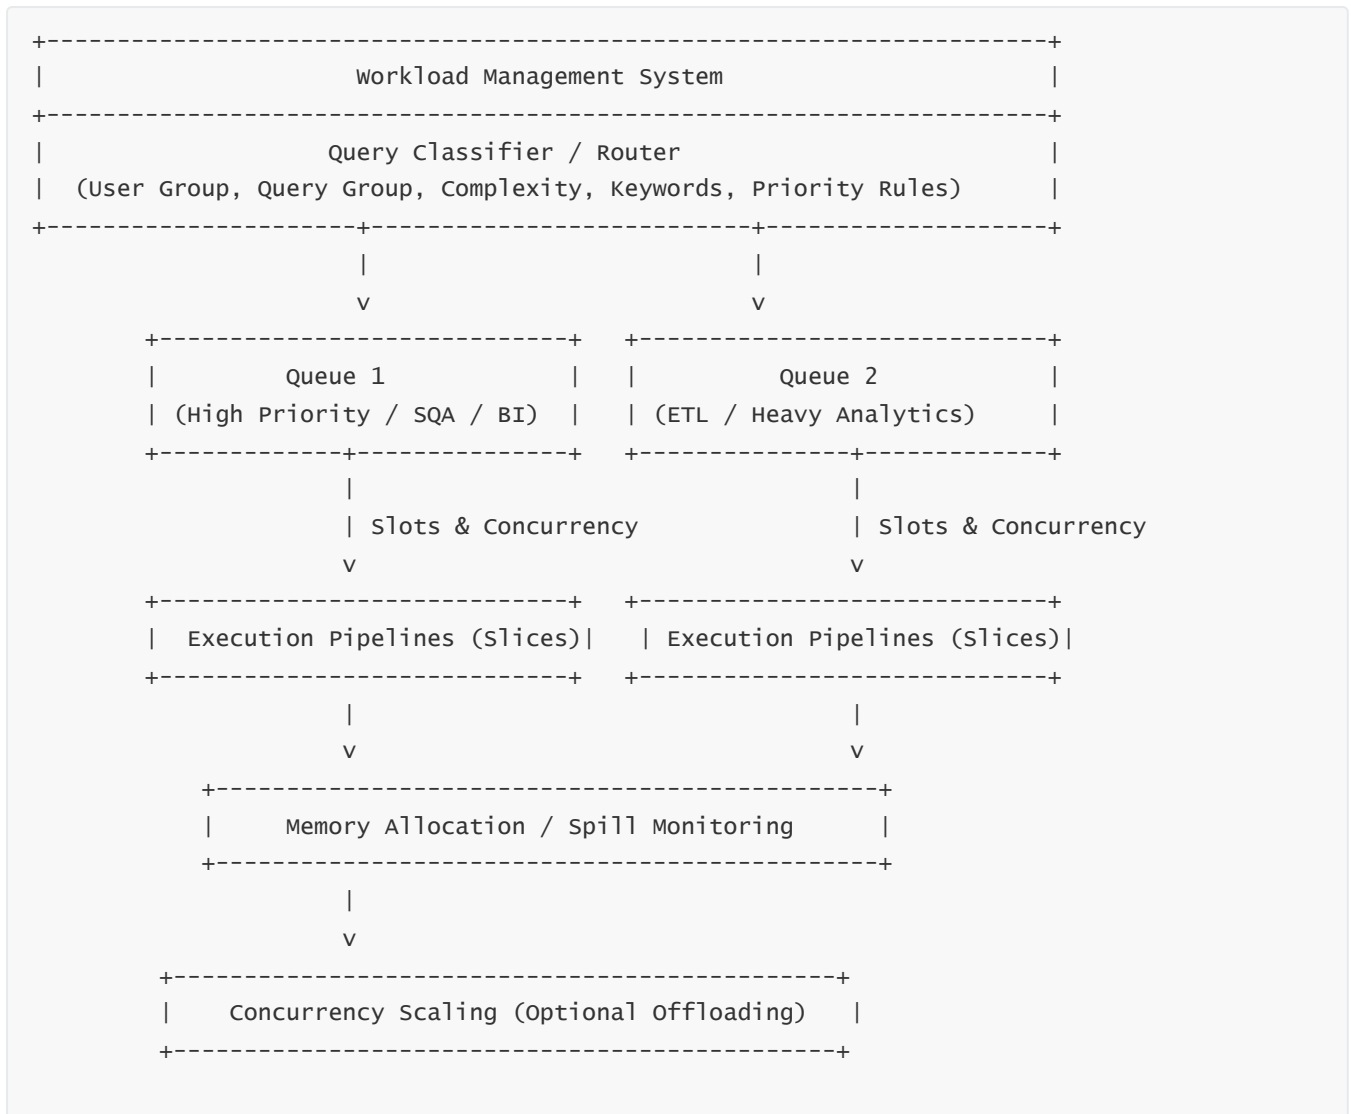 +-----------------------------------------------------------------------+
|                      Workload Management System                       |
+-----------------------------------------------------------------------+
|                    Query Classifier / Router                          |
|  (User Group, Query Group, Complexity, Keywords, Priority Rules)      |
+----------------------+---------------------------+--------------------+
                       |                           |
                       v                           v
        +-----------------------------+   +-----------------------------+
        |         Queue 1             |   |          Queue 2            |
        | (High Priority / SQA / BI)  |   | (ETL / Heavy Analytics)     |
        +-------------+---------------+   +---------------+-------------+
                      |                                   |
                      | Slots & Concurrency               | Slots & Concurrency
                      v                                   v
        +-----------------------------+   +-----------------------------+
        |  Execution Pipelines (Slices)|   | Execution Pipelines (Slices)|
        +-----------------------------+   +-----------------------------+
                      |                                   |
                      v                                   v
            +-----------------------------------------------+
            |     Memory Allocation / Spill Monitoring      |
            +-----------------------------------------------+
                      |
                      v
         +-----------------------------------------------+
         |    Concurrency Scaling (Optional Offloading)   |
         +-----------------------------------------------+